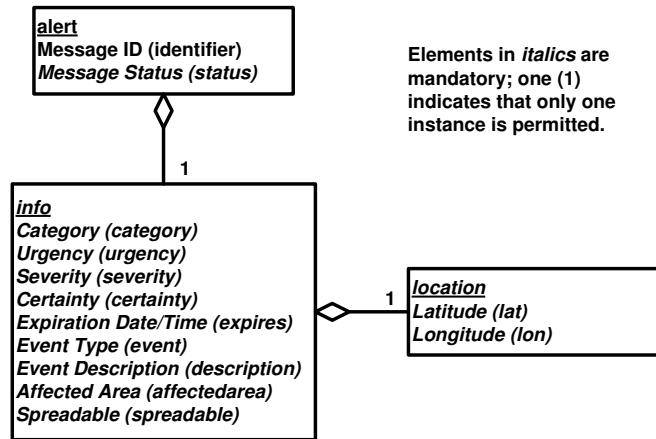 alert
Message ID (identifier)
Message Status (status)
Elements in italics are
mandatory; one (1)
indicates that only one
instance is permitted.
1
info
Category (category)
Urgency (urgency)
Severity (severity)
Certainty (certainty)
Expiration Date/Time (expires)
Event Type (event)
Event Description (description)
Affected Area (affectedarea)
Spreadable (spreadable)
1
location
Latitude (lat)
Longitude (lon)